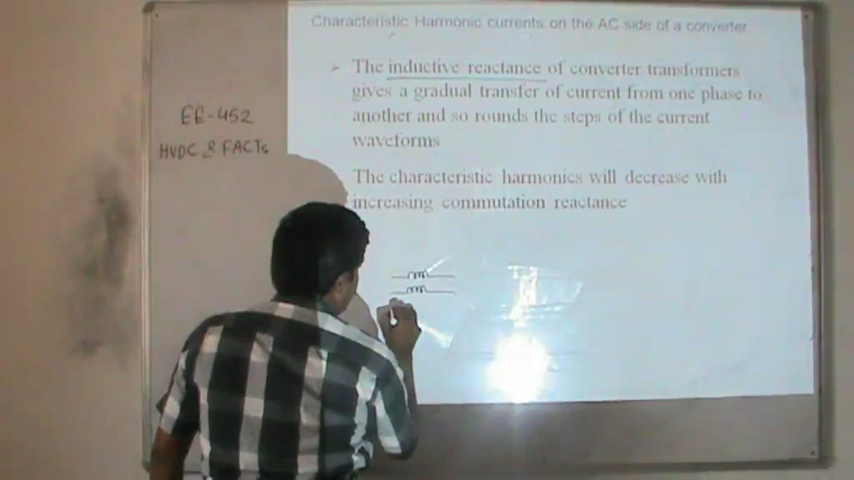 Characteristic Harmonic currents on the AC side of a converter
The inductive reactance of converter transformers
gives a gradual transfer of current from one phase to
another and so rounds the steps of the current
waveforms
The characteristic harmonics will decrease with
increasing commutation reactance
EE-452
HVDC & FACTs